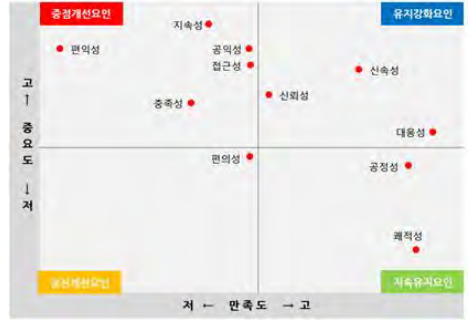 중점개선요인
유지강화요인
지속성
편익성
공익성
접근성
신속성
신뢰성
충족성
대응성
편의성
공정성
쾌적성
고 ↑ 중요도 ↓ 저
점진개선요인
지속유지요인
저 ← 만족도 → 고